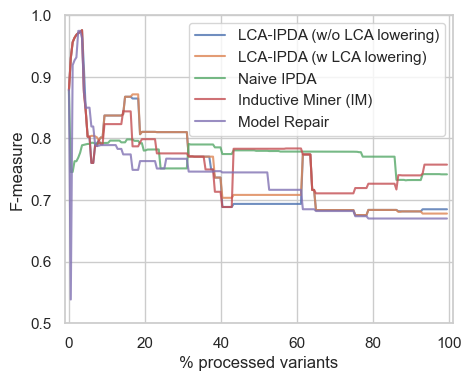 1.0
0.9
0.8
0.7
0.6
0.5
F-measure
LCA-IPDA (w/o LCA lowering)
LCA-IPDA (w LCA lowering)
Naive IPDA
Inductive Miner (IM)
Model Repair
0 20 40 60 80 100
% processed variants